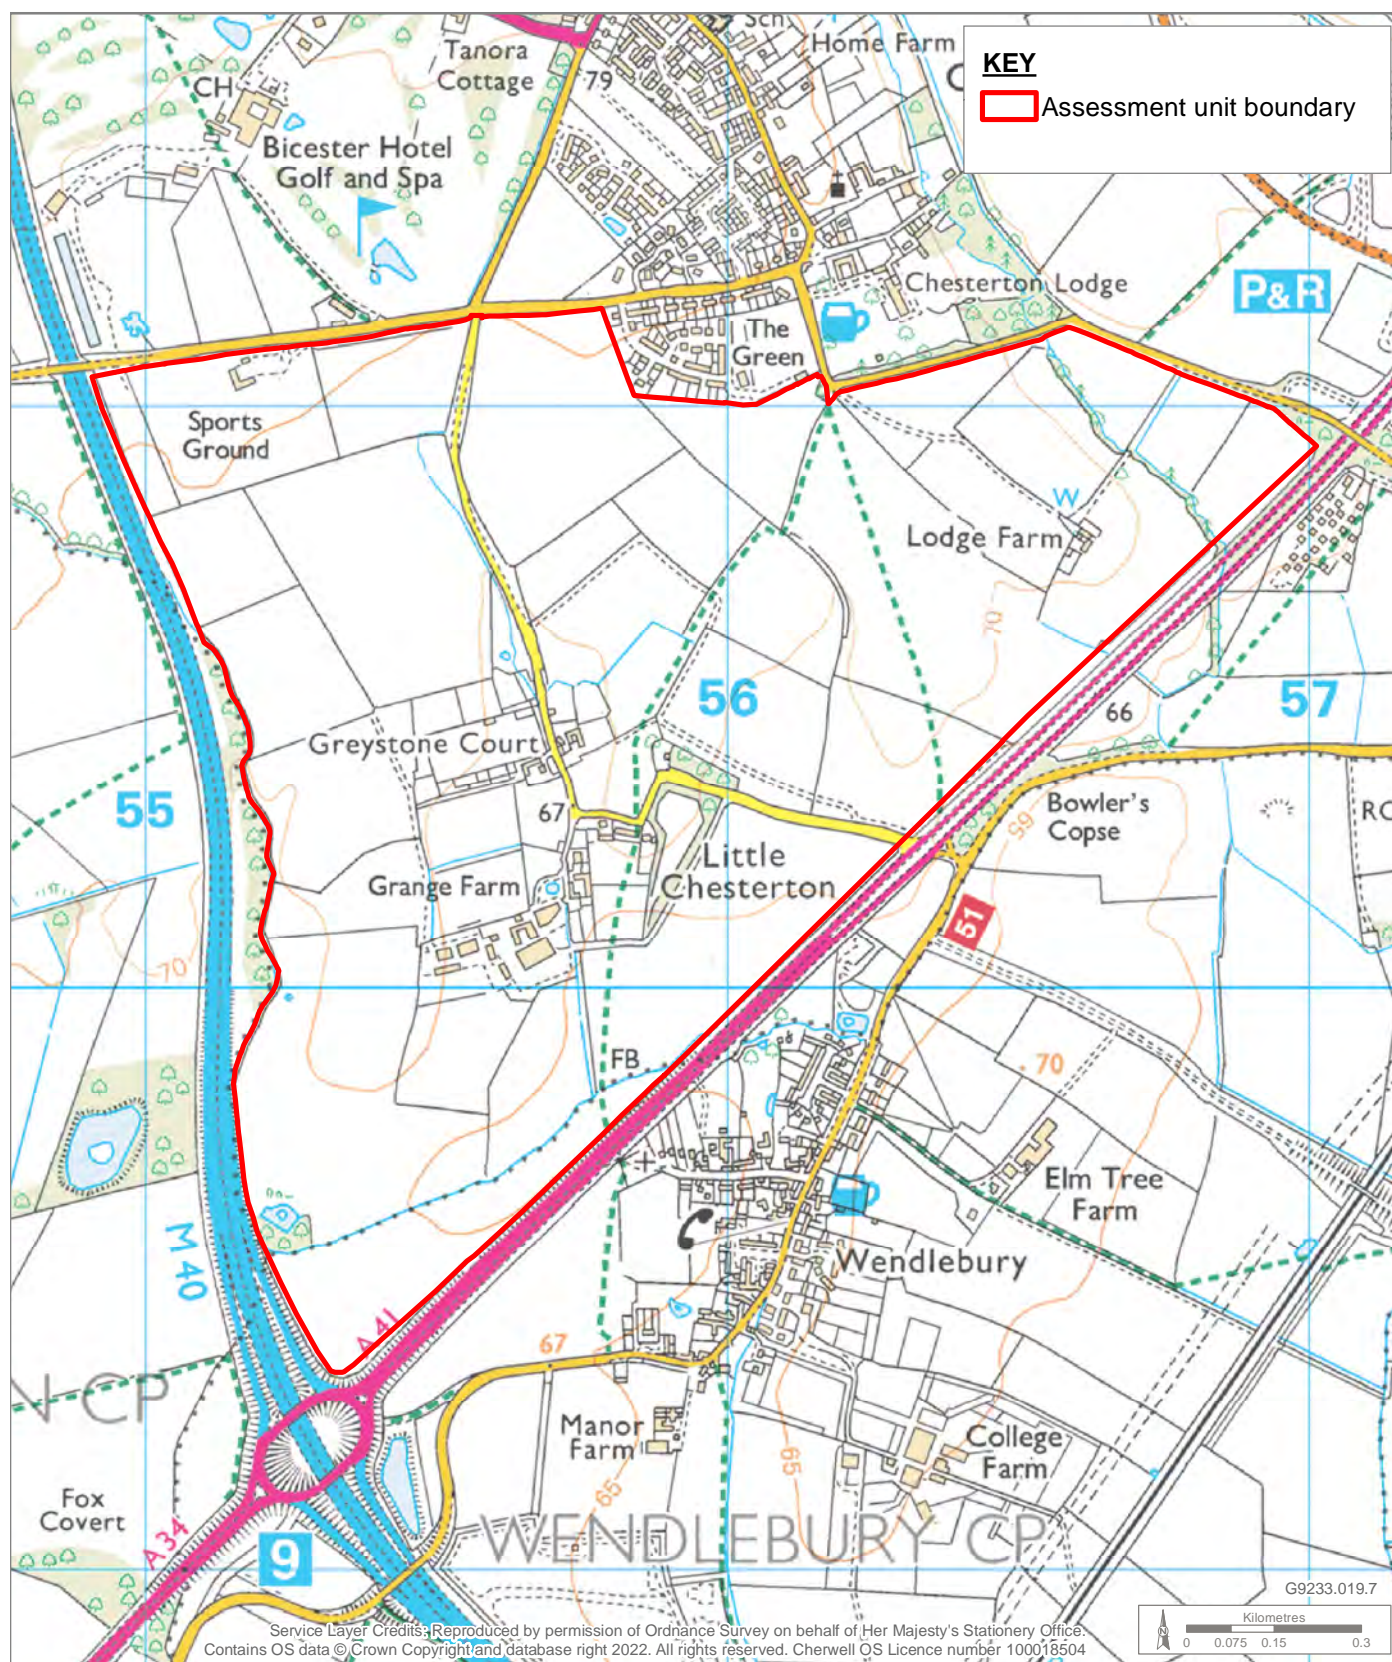 Sch
Home Farm
KEY
Assessment unit boundary
Tanora
Cottage
79
CH
Bicester Hotel
Golf and Spa
Chesterton Lodge
P&R
The
Green
Sports
Ground
W
Lodge Farm
70
56
57
66
Greystone Court
55
67
Bowler's
Copse
65
Little
Chesterton
Grange Farm
51
70
FB
70
Elm Tree
Farm
M 40
Wendlebury
A 41
67
N CP
Manor
Farm
College
Farm
65
65
Fox
Covert
A 34
9
WENDLEBURY CP
G9233.019.7
Kilometres
N
0 0.075 0.15 0.3
Service Layer Credits: Reproduced by permission of Ordnance Survey on behalf of Her Majesty's Stationery Office.
Contains OS data © Crown Copyright and database right 2022. All rights reserved. Cherwell OS Licence number 100018504